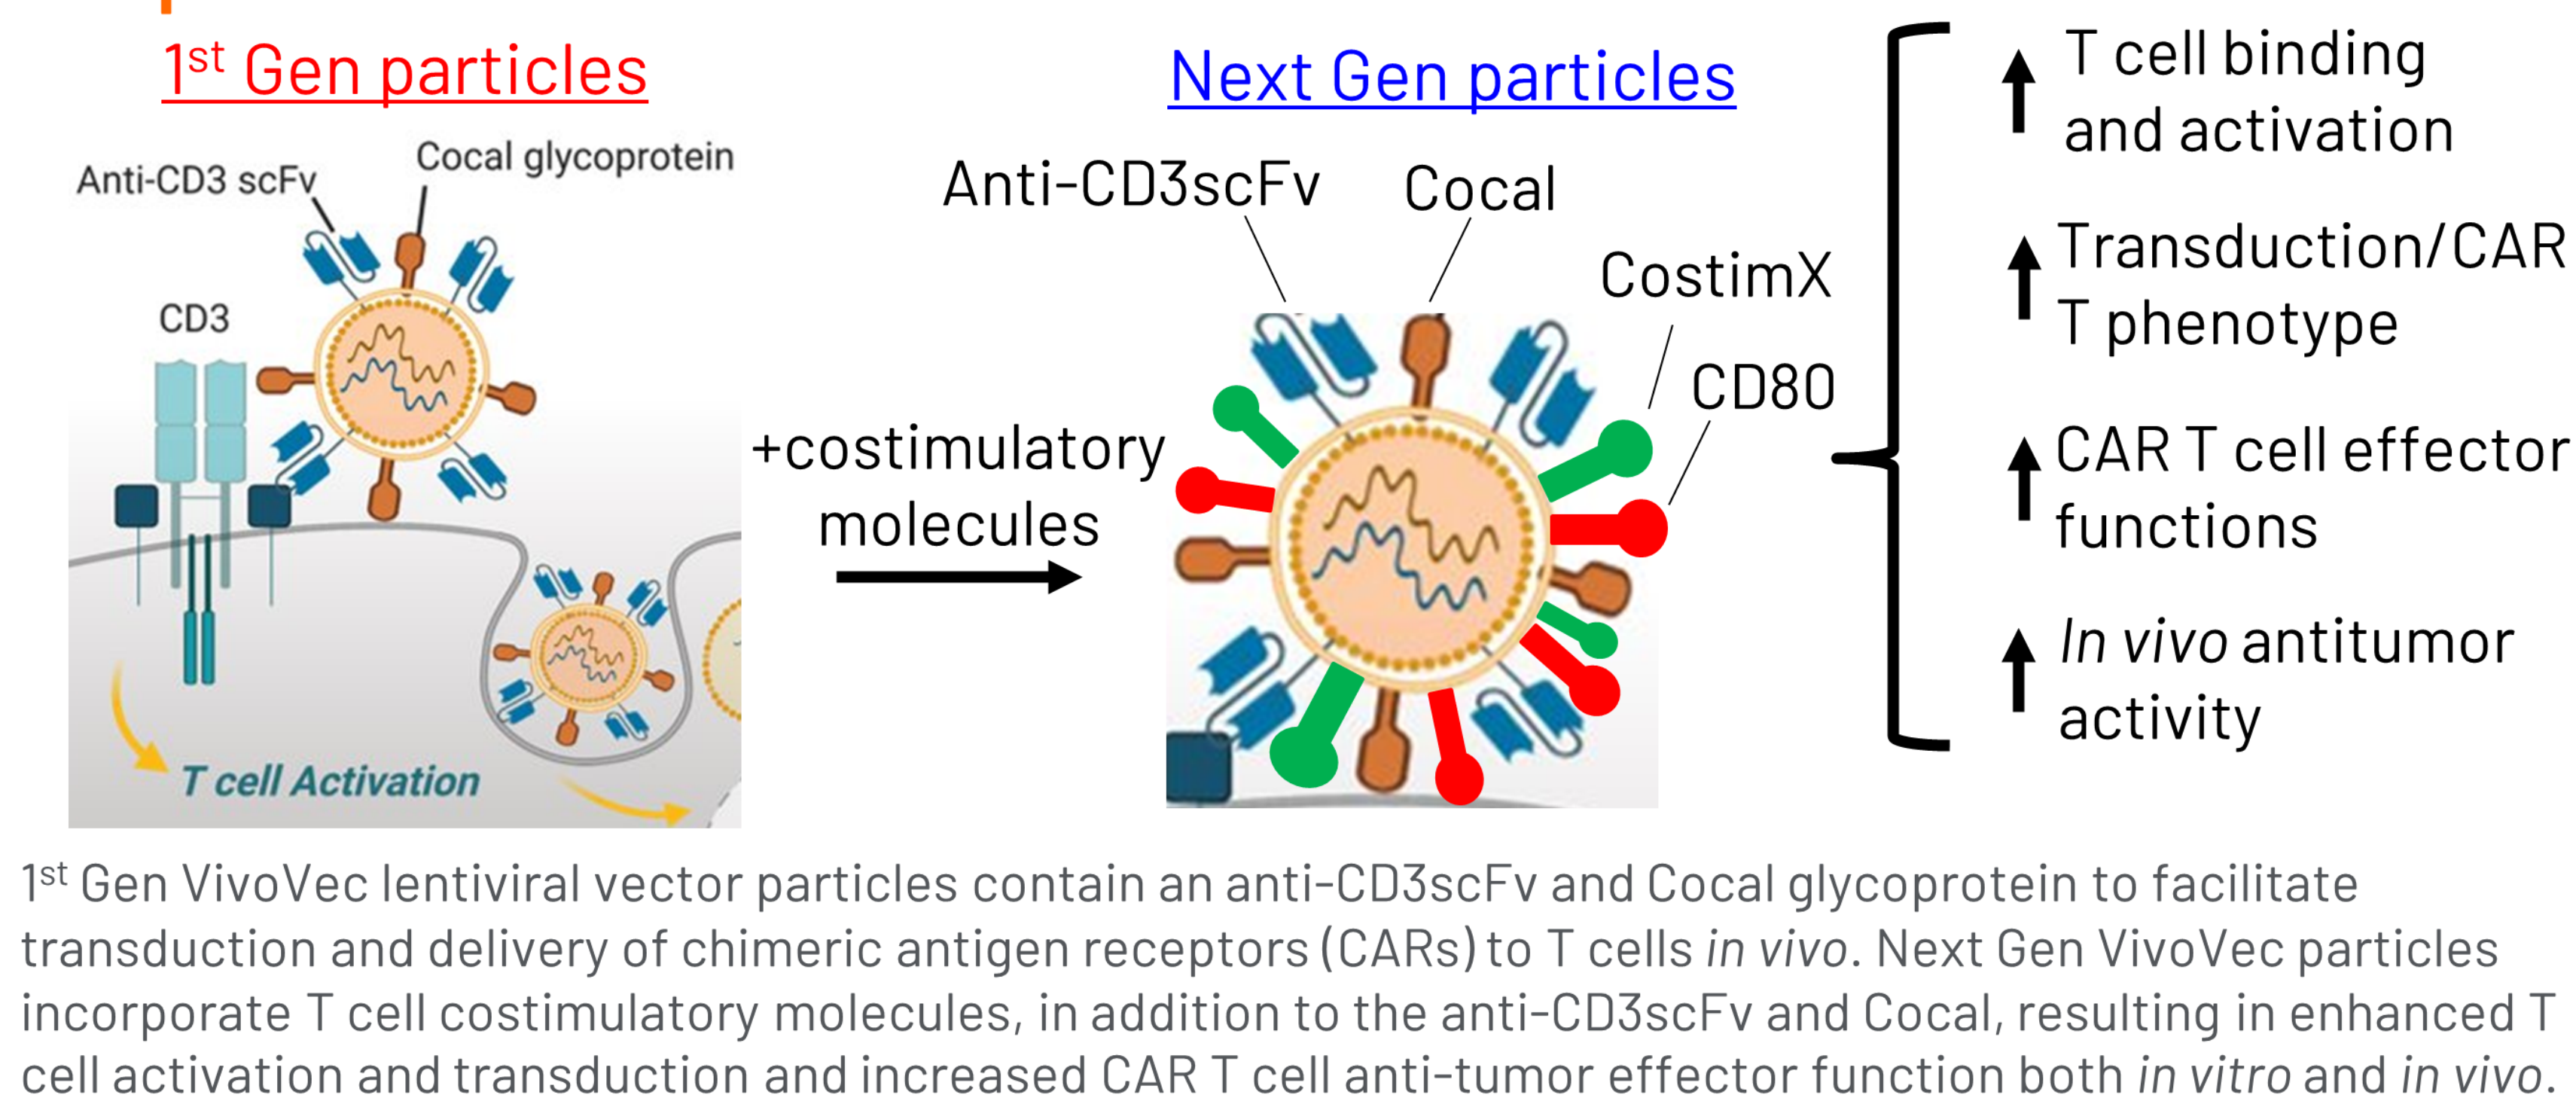 1st Gen particles
Anti-CD3 scFv
Cocal glycoprotein
CD3
T cell Activation
+costimulatory
molecules
Next Gen particles
Anti-CD3scFv
Cocal
CostimX
CD80
T cell binding
and activation
Transduction/CAR
T phenotype
CAR T cell effector
functions
In vivo antitumor
activity
1st Gen VivoVec lentiviral vector particles contain an anti-CD3scFv and Cocal glycoprotein to facilitate
transduction and delivery of chimeric antigen receptors (CARs) to T cells in vivo. Next Gen VivoVec particles
incorporate T cell costimulatory molecules, in addition to the anti-CD3scFv and Cocal, resulting in enhanced T
cell activation and transduction and increased CAR T cell anti-tumor effector function both in vitro and in vivo.